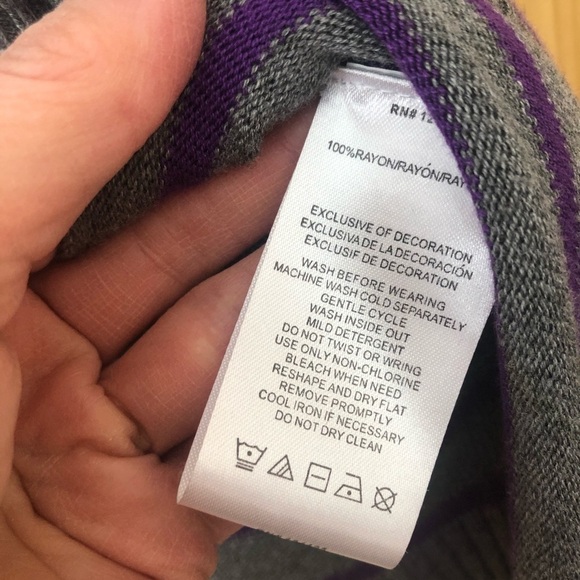 RN# 12
100%RAYON/RAYÓN/RAY
EXCLUSIVE OF DECORATION
EXCLUSIVA DE LA DECORACIÓN
EXCLUSIF DE DECORATION
WASH BEFORE WEARING
MACHINE WASH COLD SEPARATELY
GENTLE CYCLE
WASH INSIDE OUT
MILD DETERGENT
DO NOT TWIST OR WRING
USE ONLY NON-CHLORINE
BLEACH WHEN NEED
RESHAPE AND DRY FLAT
REMOVE PROMPTLY
COOL IRON IF NECESSARY
DO NOT DRY CLEAN